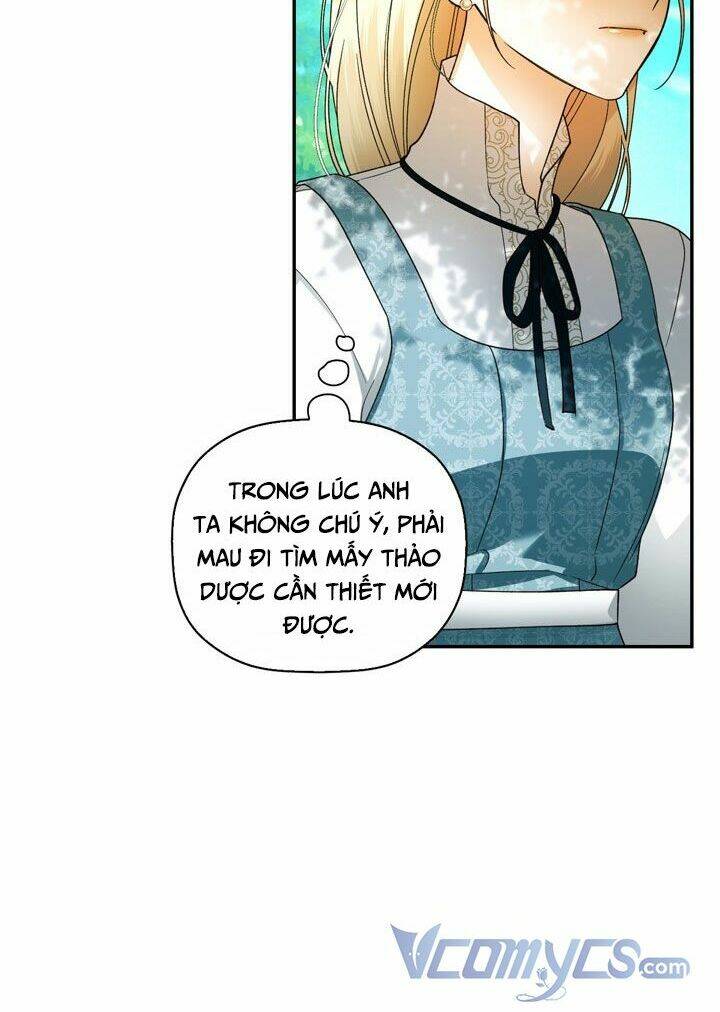 TRONG LÚC ANH
TA KHÔNG CHÚ Ý, PHẢI
MAU ĐI TÌM MẤY THẢO
DƯỢC CẦN THIẾT MỚI
ĐƯỢC.
VCOMYCS.com